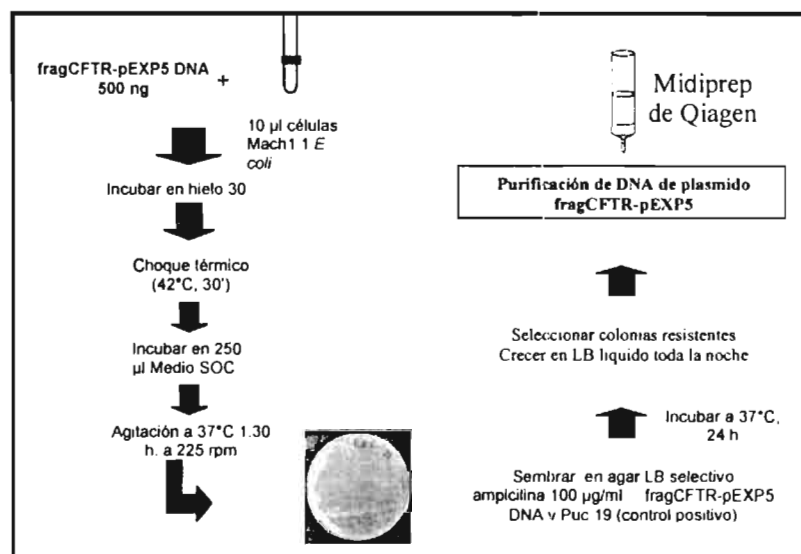 fragCFTR-pEXP5 DNA
500 ng
+
10 µl células
Mach1 1 E
coli
Incubar en hielo 30
Choque térmico
(42°C, 30')
Incubar en 250
µl Medio SOC
Agitación a 37°C 1.30
h. a 225 rpm
Sembrar en agar LB selectivo
ampicilina 100 µg/ml fragCFTR-pEXP5
DNA y Puc 19 (control positivo)
Incubar a 37°C,
24 h
Seleccionar colonias resistentes
Crecer en LB liquido toda la noche
Purificación de DNA de plasmido
fragCFTR-pEXP5
Midiprep
de Qiagen